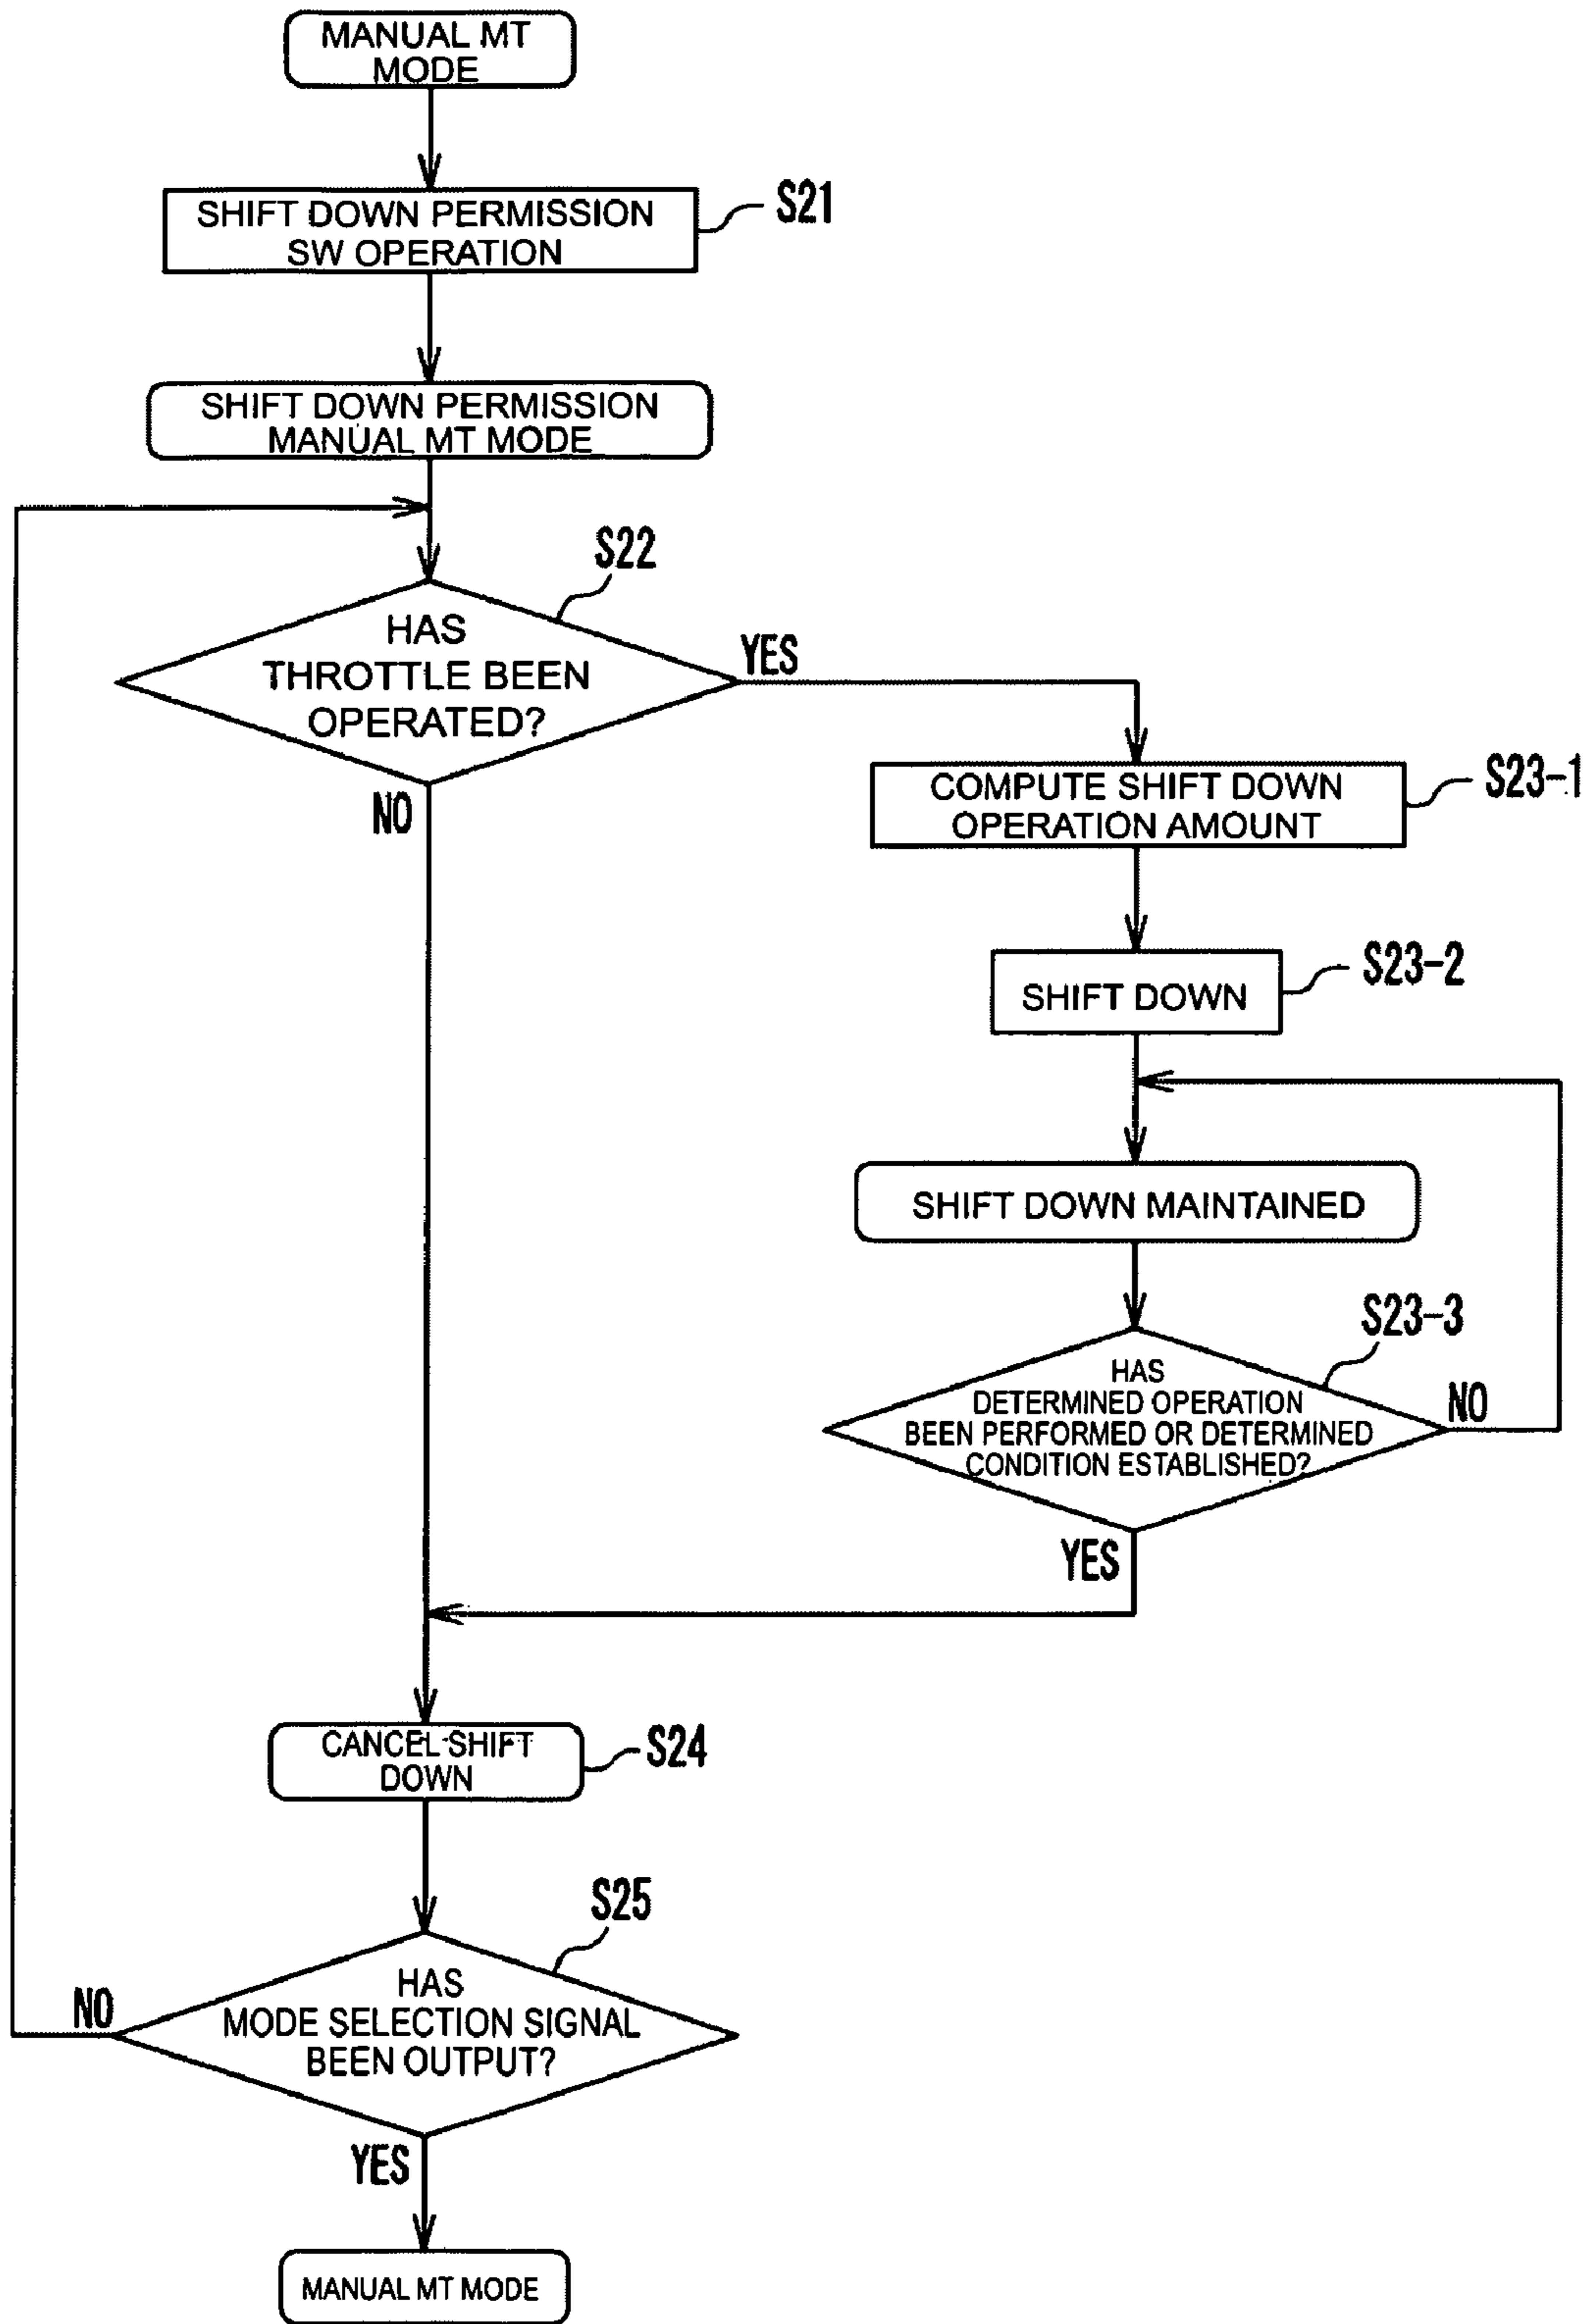 MANUAL MT
MODE
SHIFT DOWN PERMISSION
SW OPERATION
S21
SHIFT DOWN PERMISSION
MANUAL MT MODE
S22
HAS
THROTTLE BEEN
OPERATED?
YES
NO
COMPUTE SHIFT DOWN
OPERATION AMOUNT
S23-1
SHIFT DOWN
S23-2
SHIFT DOWN MAINTAINED
S23-3
HAS
DETERMINED OPERATION
BEEN PERFORMED OR DETERMINED
CONDITION ESTABLISHED?
NO
YES
CANCEL SHIFT
DOWN
S24
S25
HAS
MODE SELECTION SIGNAL
BEEN OUTPUT?
NO
YES
MANUAL MT MODE